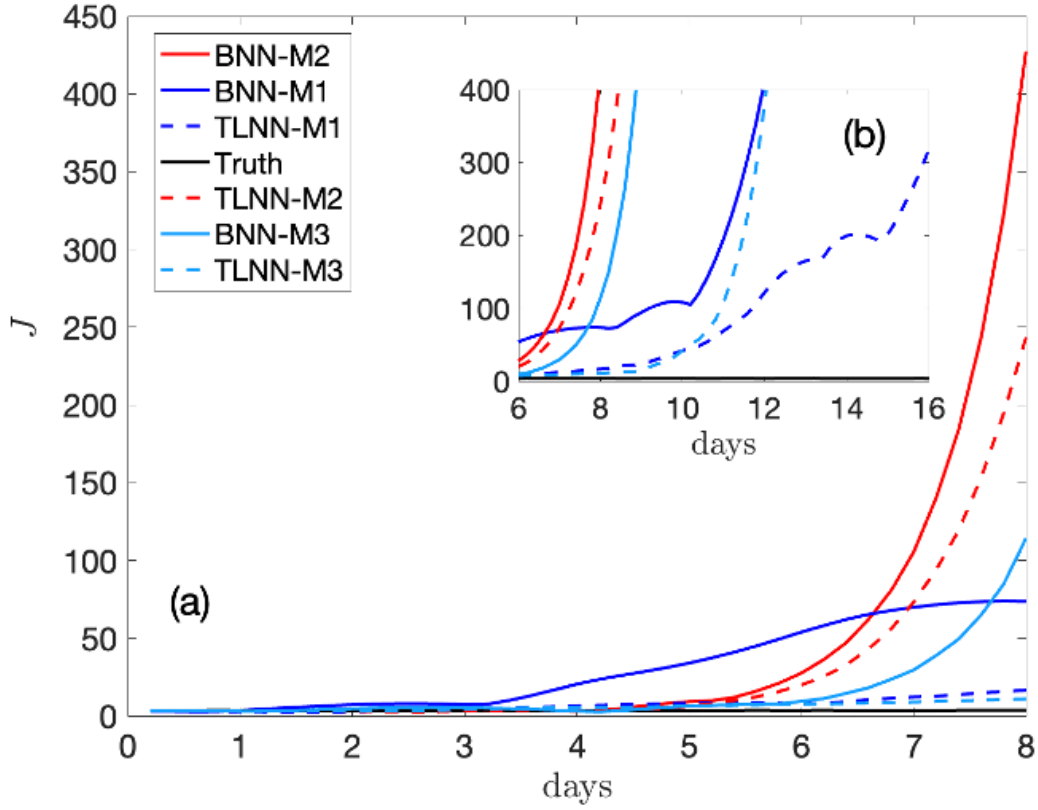 450
400
350
300
250
200
150
100
50
0
J
BNN-M2
BNN-M1
TLNN-M1
Truth
TLNN-M2
BNN-M3
TLNN-M3
(a)
0 1 2 3 4 5 6 7 8
days
400
300
200
100
0
(b)
6 8 10 12 14 16
days